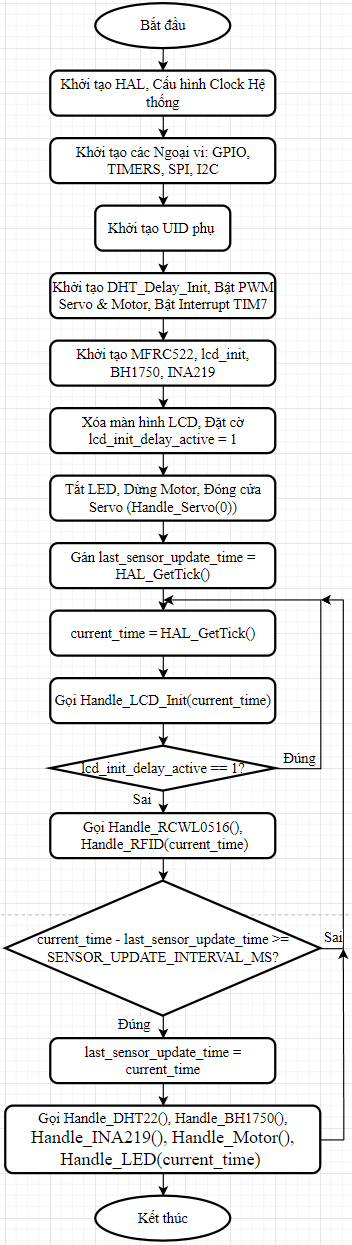 Bắt đầu
Khởi tạo HAL, Cấu hình Clock Hệ
thống
Khởi tạo các Ngoại vi: GPIO,
TIMERS, SPI, I2C
Khởi tạo UID phụ
Khởi tạo DHT_Delay_Init, Bật PWM
Servo & Motor, Bật Interrupt TIM7
Khởi tạo MFRC522, lcd_init,
BH1750, INA219
Xóa màn hình LCD, Đặt cờ
lcd_init_delay_active = 1
Tắt LED, Dừng Motor, Đóng cửa
Servo (Handle_Servo(0))
Gán last_sensor_update_time =
HAL_GetTick()
current_time = HAL_GetTick()
Gọi Handle_LCD_Init(current_time)
lcd_init_delay_active == 1?
Đúng
Sai
Gọi Handle_RCWL0516(),
Handle_RFID(current_time)
current_time - last_sensor_update_time >=
SENSOR_UPDATE_INTERVAL_MS?
Sai
Đúng
last_sensor_update_time =
current_time
Gọi Handle_DHT22(), Handle_BH1750(),
Handle_INA219(), Handle_Motor(),
Handle_LED(current_time)
Kết thúc